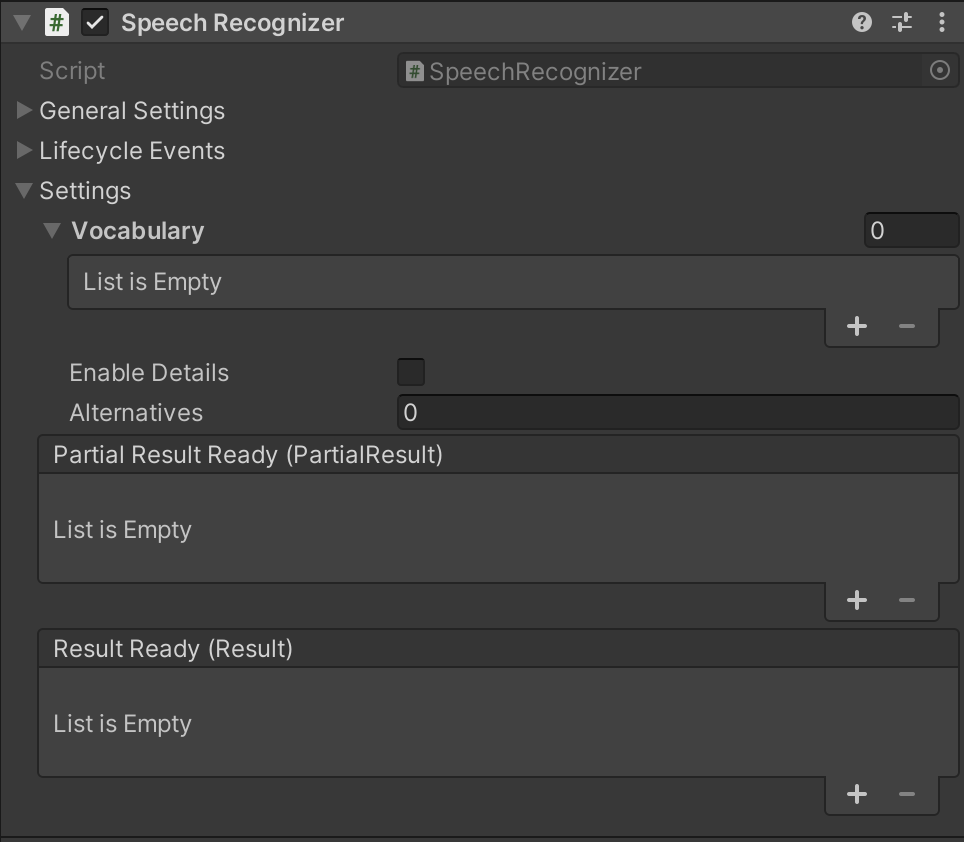 # Speech Recognizer
Script # SpeechRecognizer
General Settings
Lifecycle Events
Settings
Vocabulary 0
List is Empty
Enable Details
Alternatives 0
Partial Result Ready (PartialResult)
List is Empty
Result Ready (Result)
List is Empty